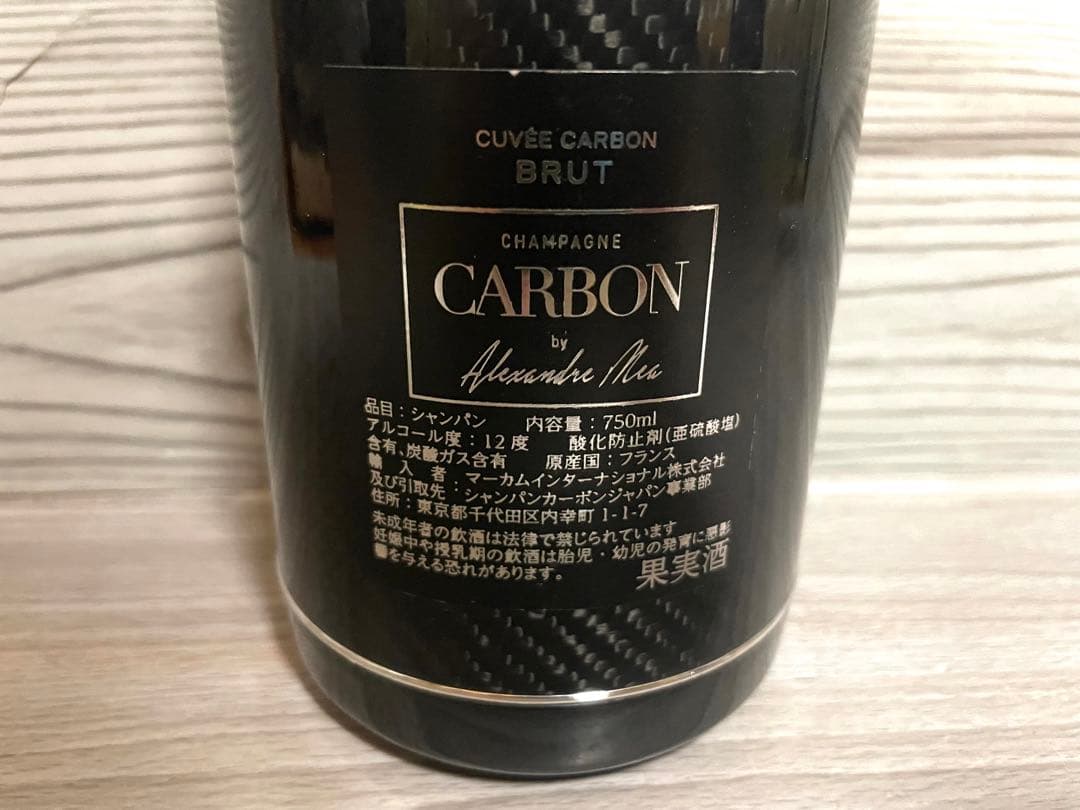 CUVÉE CARBON
BRUT
CHAMPAGNE
CARBON
by
Alexandre Mea
品目：シャンパン　内容量：750ml
アルコール度：12度　酸化防止剤(亜硫酸塩)
含有、炭酸ガス含有　原産国：フランス
輸入者：マーカムインターナショナル株式会社
及び引取先：シャンパンカーボンジャパン事業部
住所：東京都千代田区内幸町1-1-7
未成年者の飲酒は法律で禁じられています
妊娠中や授乳期の飲酒は胎児・幼児の発育に悪影
響を与える恐れがあります。
果実酒